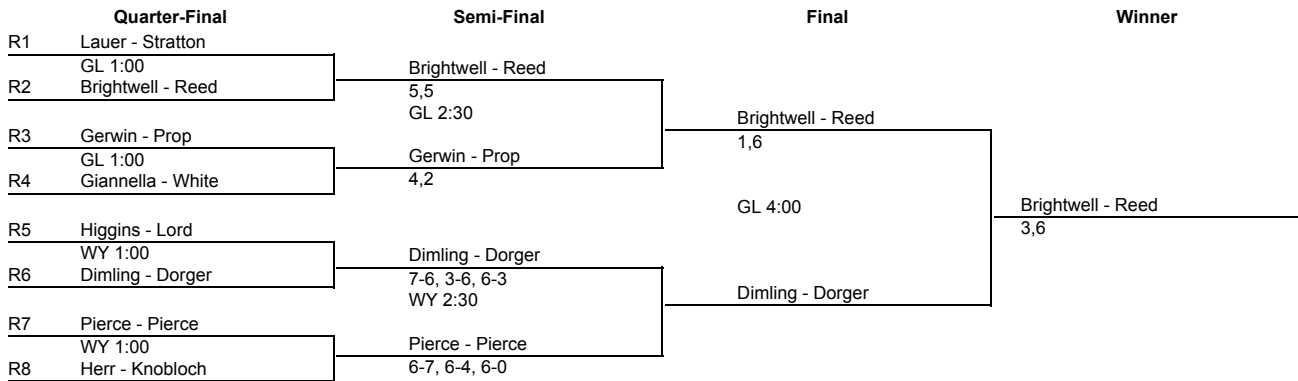 Quarter-Final Semi-Final Final Winner
R1 Lauer - Stratton
GL 1:00
R2 Brightwell - Reed
Brightwell - Reed
5,5
GL 2:30
R3 Gerwin - Prop
GL 1:00
R4 Giannella - White
Gerwin - Prop
4,2
Brightwell - Reed
1,6
GL 4:00
R5 Higgins - Lord
WY 1:00
R6 Dimling - Dorger
Dimling - Dorger
7-6, 3-6, 6-3
WY 2:30
R7 Pierce - Pierce
WY 1:00
R8 Herr - Knobloch
Pierce - Pierce
6-7, 6-4, 6-0
Dimling - Dorger
Brightwell - Reed
3,6